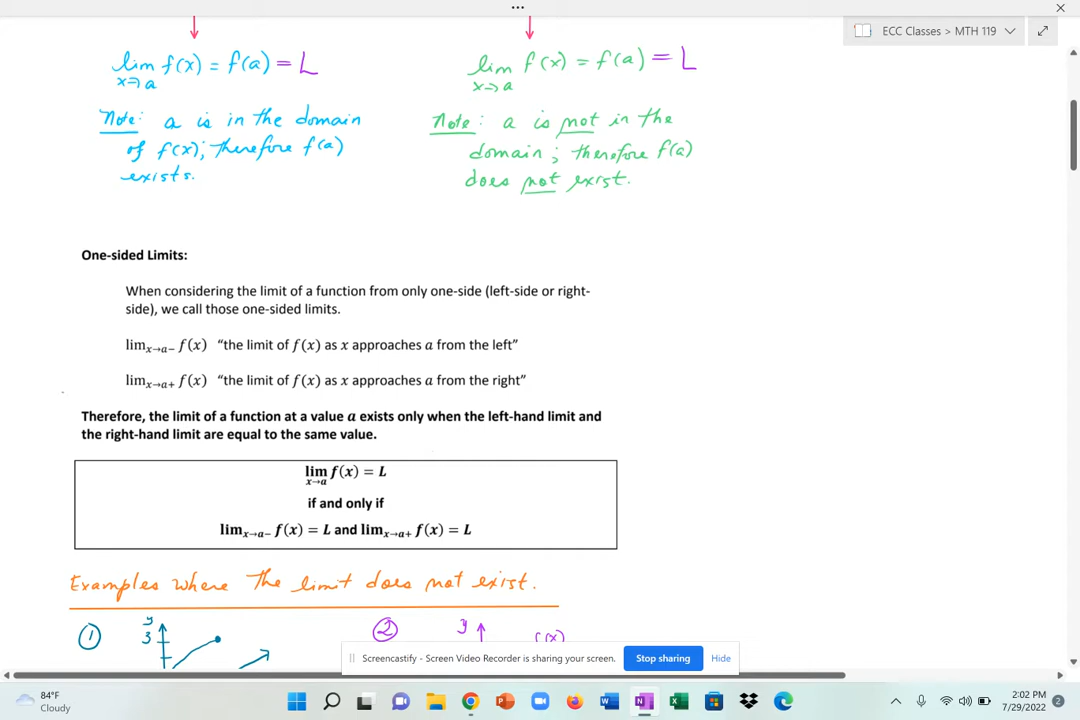 ECC Classes > MTH 119
lim f(x) = f(a) = L
x→a
Note: a is in the domain
of f(x); therefore f(a)
exists.
lim f(x) = f(a) = L
x→a
Note: a is not in the
domain; therefore f(a)
does not exist.
One-sided Limits:
When considering the limit of a function from only one-side (left-side or right-
side), we call those one-sided limits.
lim x→a− f(x) “the limit of f(x) as x approaches a from the left”
lim x→a+ f(x) “the limit of f(x) as x approaches a from the right”
Therefore, the limit of a function at a value a exists only when the left-hand limit and
the right-hand limit are equal to the same value.
lim f(x) = L
x→a
if and only if
lim x→a− f(x) = L and lim x→a+ f(x) = L
Examples where the limit does not exist.
1 y
3
2 y f(x)
Screencastify - Screen Video Recorder is sharing your screen. Stop sharing Hide
84°F
Cloudy
2:02 PM
7/29/2022
2